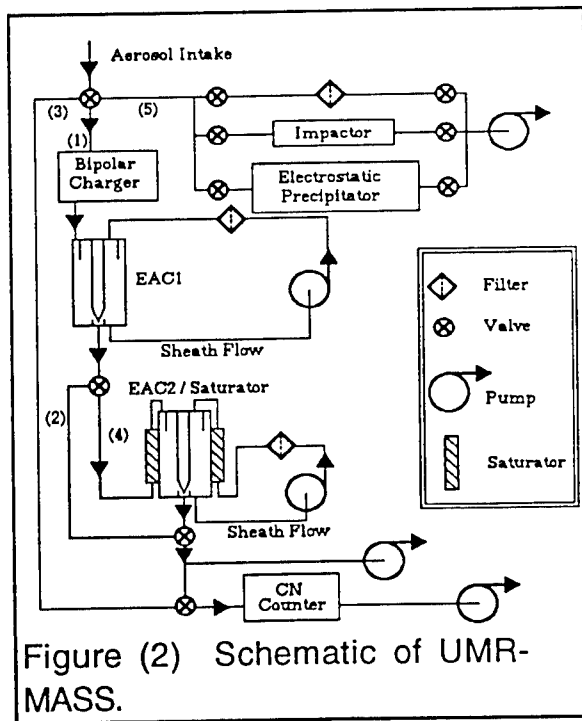 Aerosol Intake
(3)
(5)
(1)
Impactor
Bipolar
Charger
Electrostatic
Precipitator
EAC1
Filter
Valve
Sheath Flow
EAC2 / Saturator
(2)
(4)
Pump
Saturator
Sheath Flow
CN
Counter
Figure (2) Schematic of UMR-
MASS.